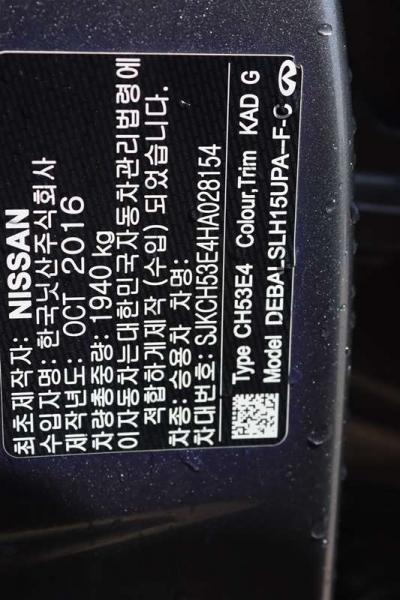 최초제작자: NISSAN
수입자명: 한국닛산주식회사
제작년도: OCT 2016
차량총중량: 1940 kg
이자동차는대한민국자동차관리법령에
적합하게제작 (수입) 되었습니다.
차종: 승용차 차명:
차대번호: SJKCH53E4HA028154
Type CH53E4 Colour,Trim KAD G
Model DEBALSLH15UPA-F-C